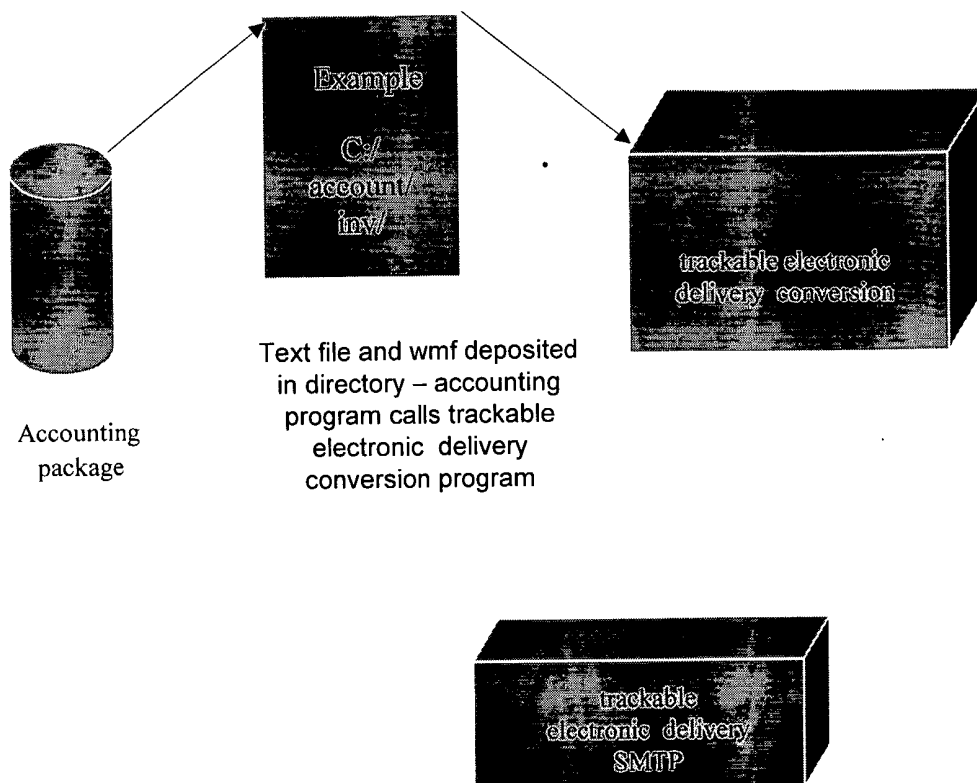 Example
C:/
account/
inv/
trackable electronic
delivery conversion
Text file and wmf deposited
in directory – accounting
program calls trackable
electronic delivery
conversion program
Accounting
package
trackable
electronic delivery
SMTP